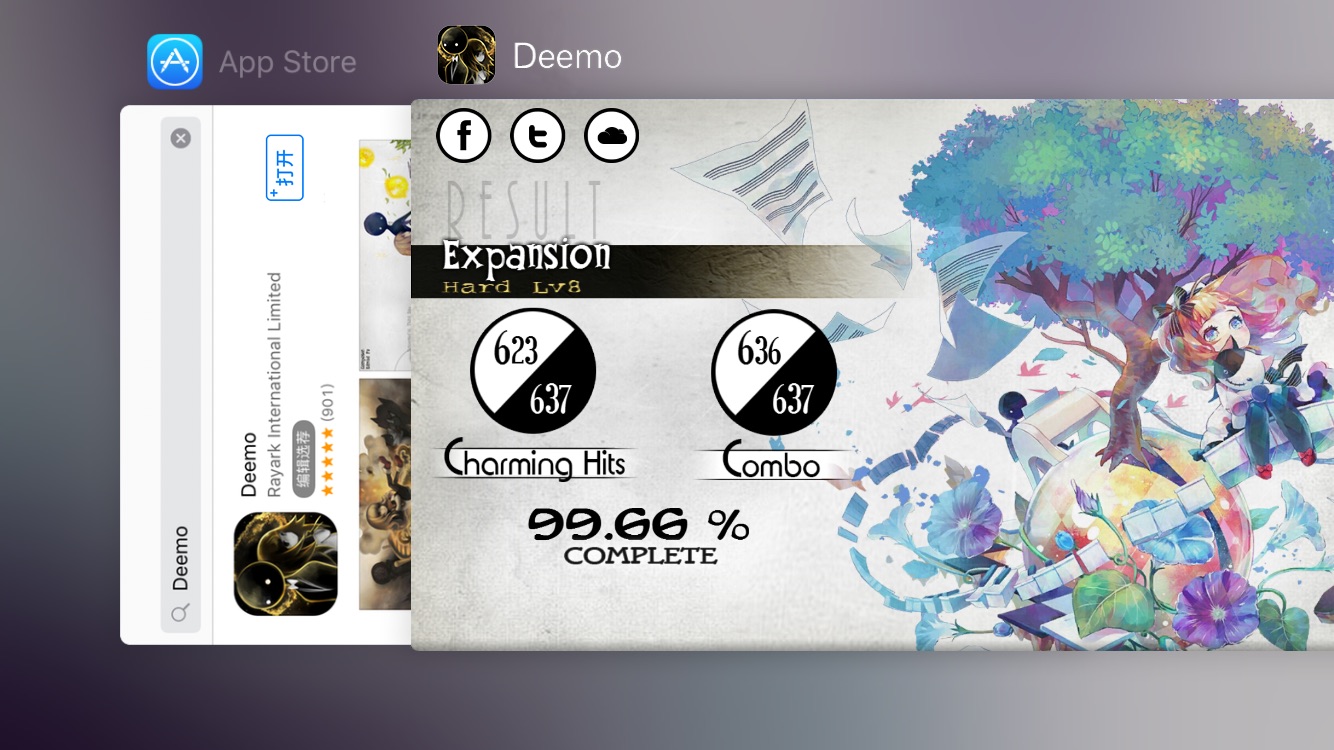 App Store
Deemo
打开
Deemo
Rayark International Limited
编辑选荐
(901)
Deemo
f
t
RESULT
Expansion
Hard Lv8
623
637
Charming Hits
636
637
Combo
99.66 %
COMPLETE